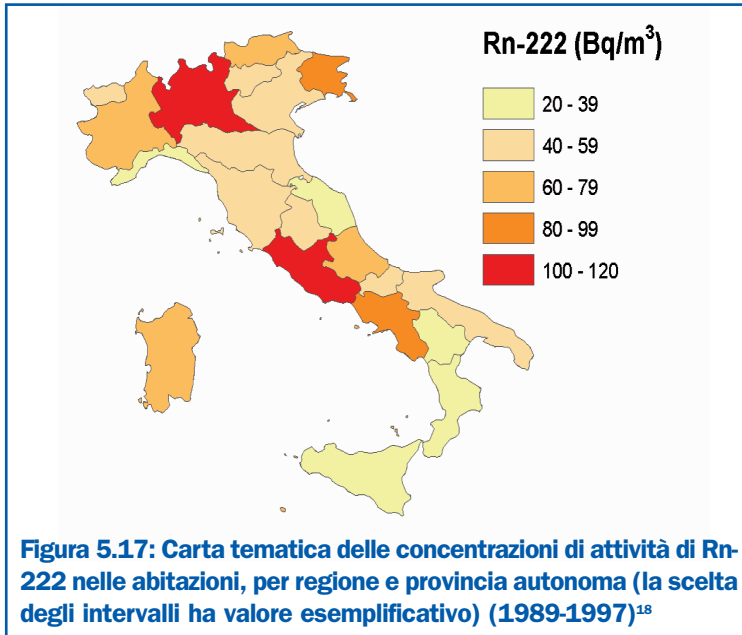 Rn-222 (Bq/m³)
20 - 39
40 - 59
60 - 79
80 - 99
100 - 120
Figura 5.17: Carta tematica delle concentrazioni di attività di Rn-
222 nelle abitazioni, per regione e provincia autonoma (la scelta
degli intervalli ha valore esemplificativo) (1989-1997)¹⁸